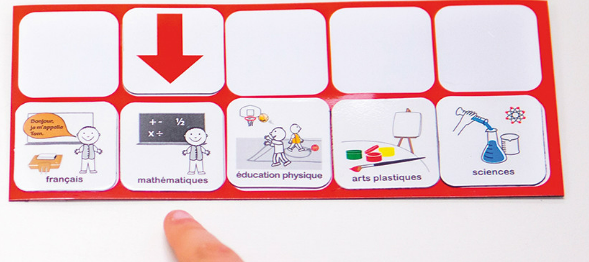 Bonjour,
je m'appelle
Tom.
+ - ½
x ÷
français
mathématiques
éducation physique
arts plastiques
sciences